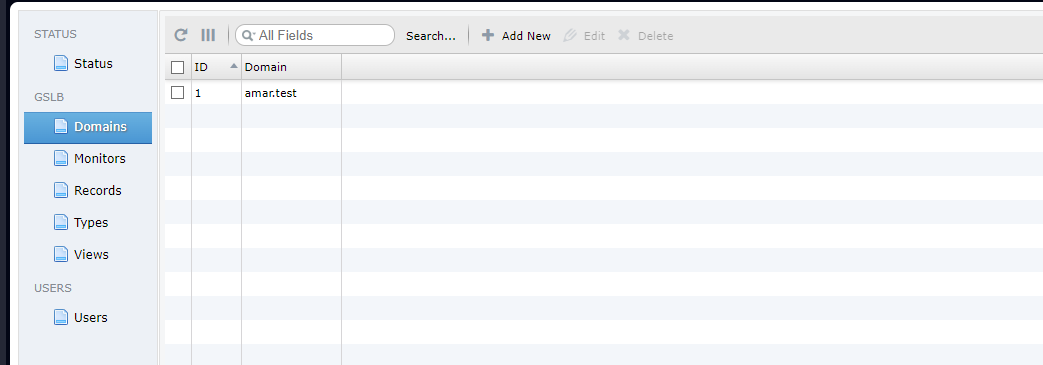 STATUS
Status
GSLB
Domains
Monitors
Records
Types
Views
USERS
Users
All Fields Search... Add New Edit Delete
ID Domain
1 amar.test